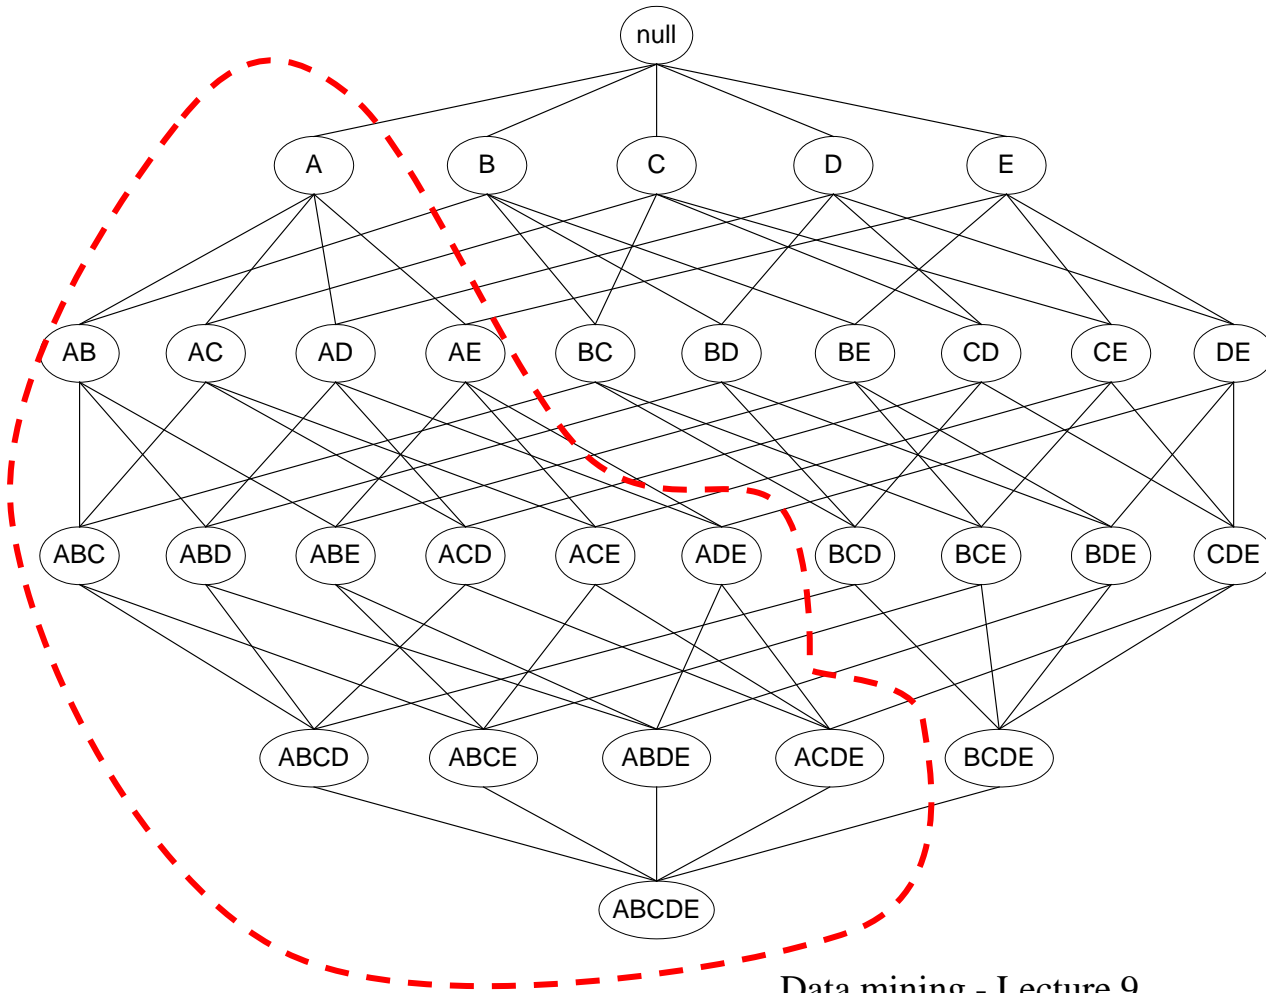 null
A B C D E
AB AC AD AE BC BD BE CD CE DE
ABC ABD ABE ACD ACE ADE BCD BCE BDE CDE
ABCD ABCE ABDE ACDE BCDE
ABCDE
Data mining - Lecture 9